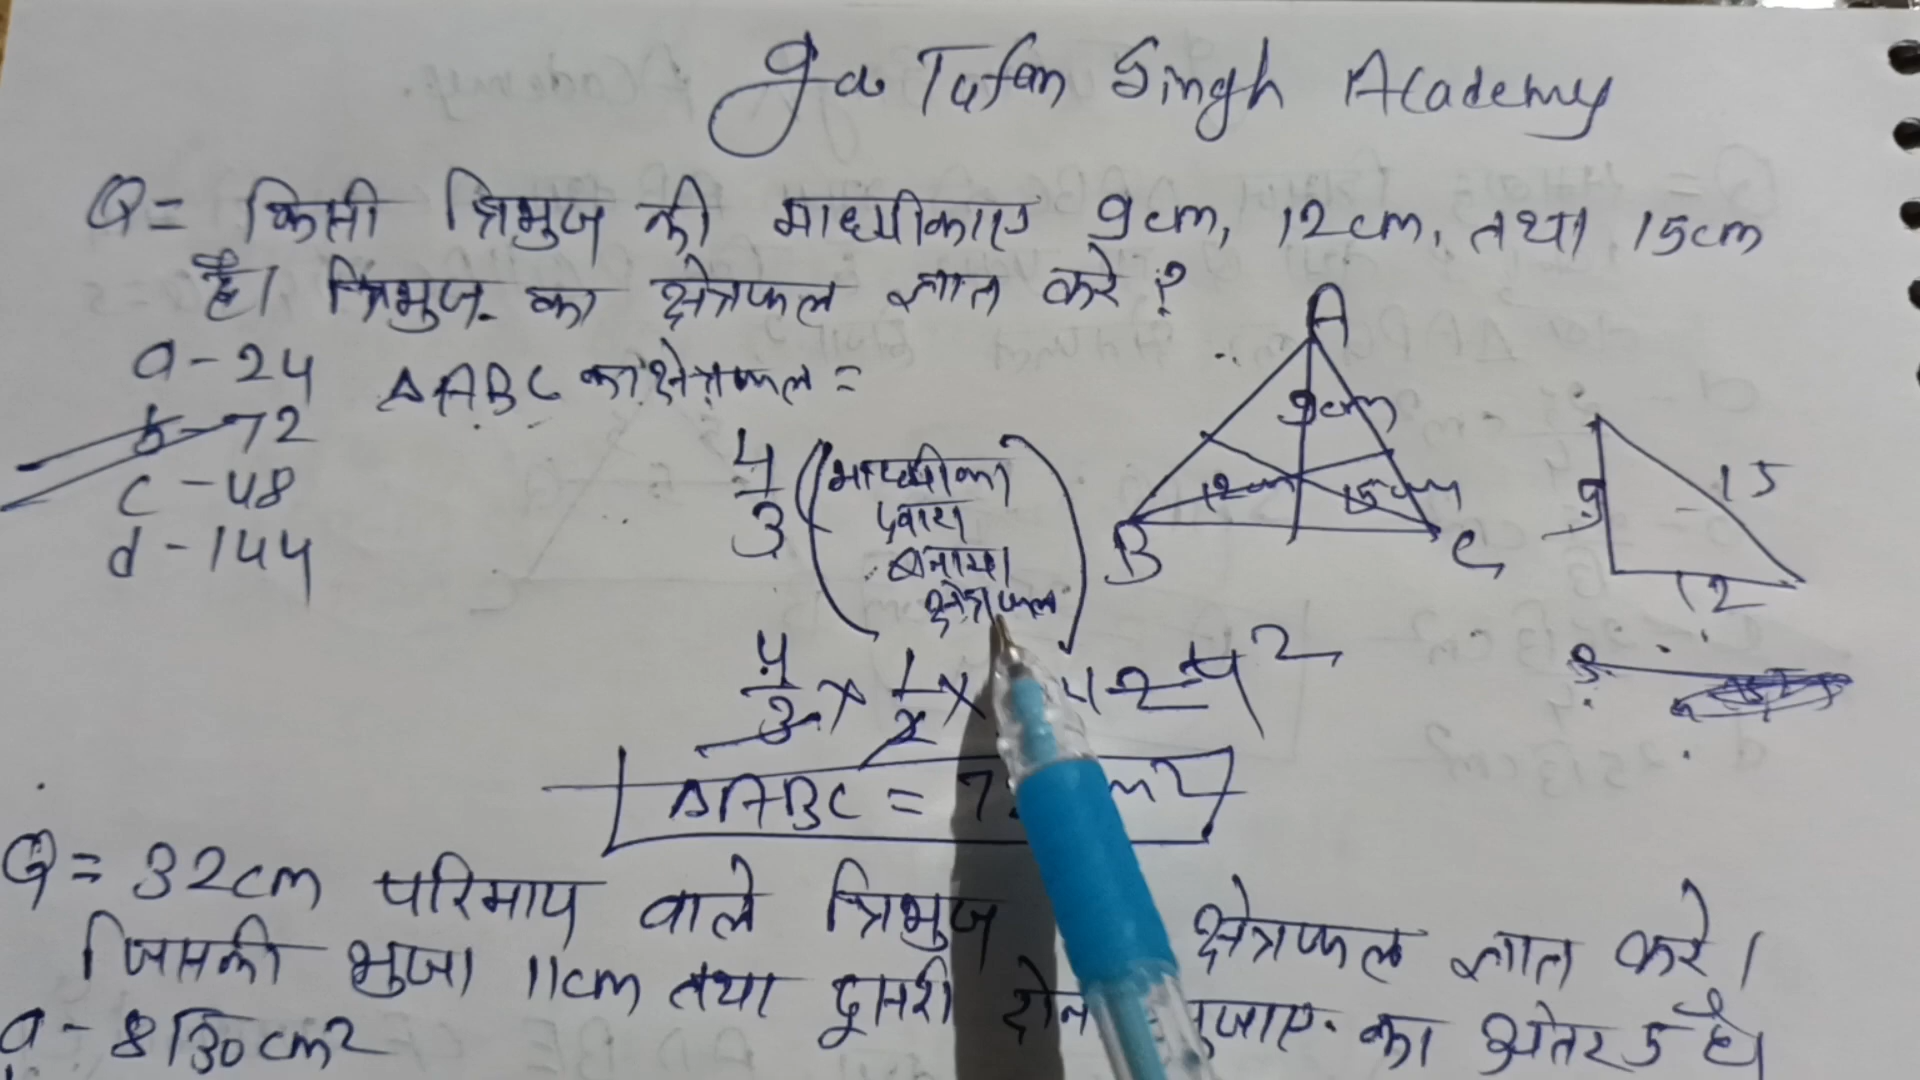 Tufan Singh Academy
Q= किसी त्रिभुज की माध्यीकाए 9cm, 12cm, तथा 15cm
है। त्रिभुज का क्षेत्रफल ज्ञात करे ?
a-24
b-72
c-48
d-144
ΔABC का क्षेत्रफल =
4/3 (माध्यीका
द्वारा
बनाया
क्षेत्रफल)
4/3 × 1/2 ×
ΔABC =
A
9cm
12cm
15cm
B
C
9
15
12
Q= 32cm परिमाप वाले त्रिभुज क्षेत्रफल ज्ञात करे।
जिसकी भुजा 11cm तथा दूसरी का अंतर 5 है।
a- 8√30 cm²